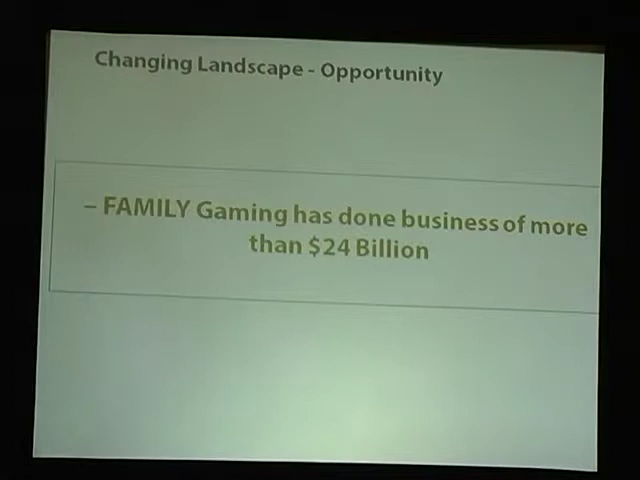 Changing Landscape - Opportunity
– FAMILY Gaming has done business of more
than $24 Billion